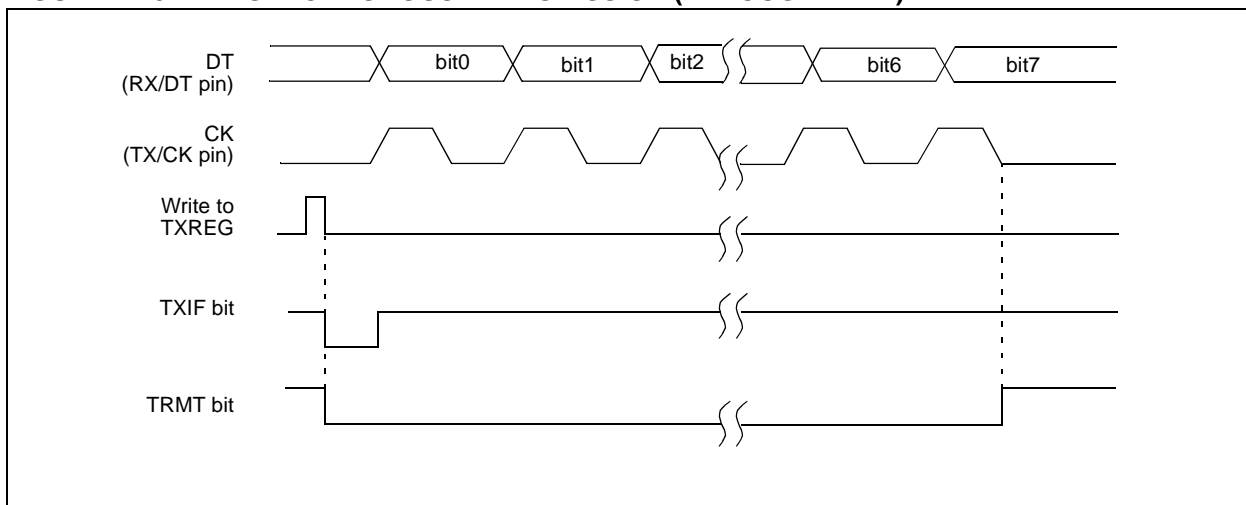 DT
(RX/DT pin)
bit0
bit1
bit2
bit6
bit7
CK
(TX/CK pin)
Write to
TXREG
TXIF bit
TRMT bit